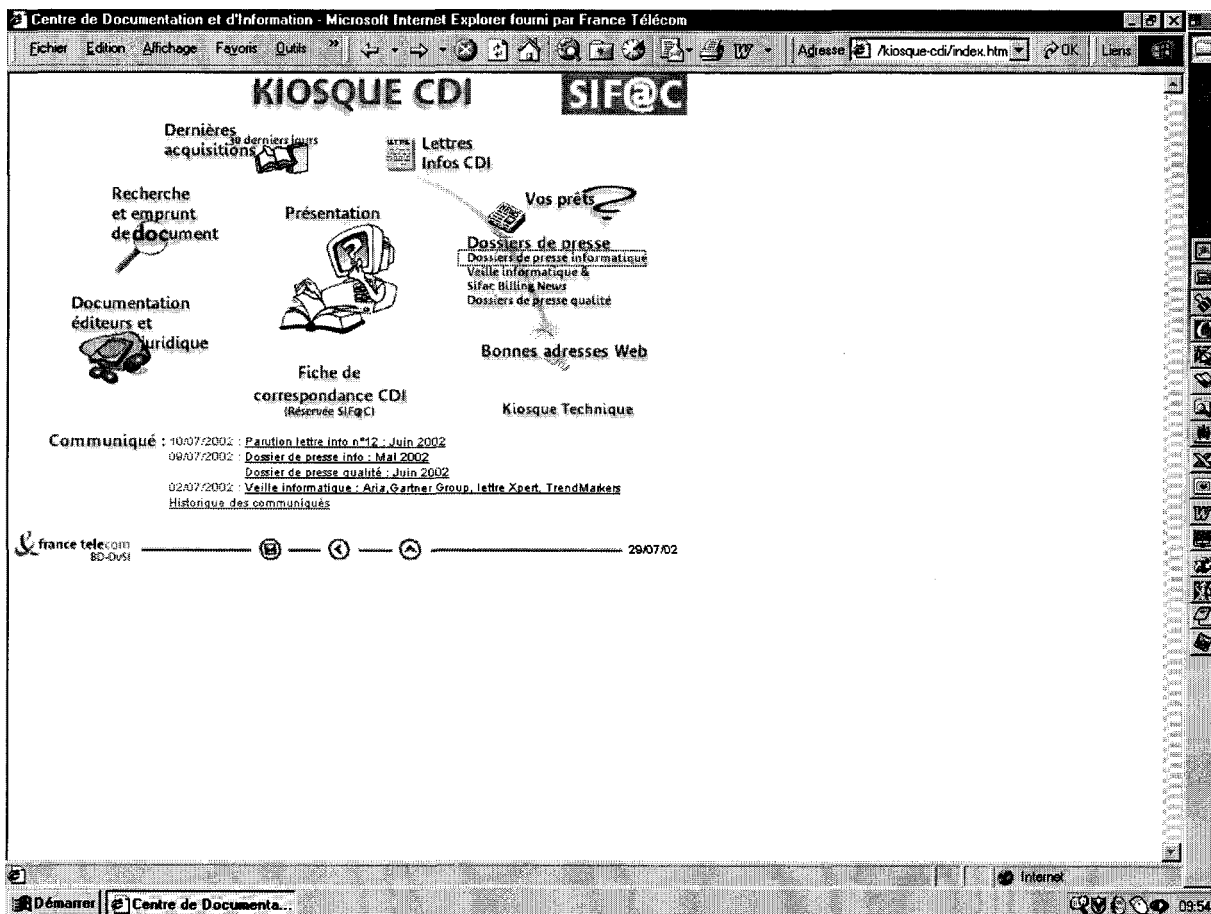 Centre de Documentation et d'Information - Microsoft Internet Explorer fourni par France Télécom
Fichier Edition Affichage Favoris Outils »
Adresse /kiosque-cdi/index.htm OK Liens
KIOSQUE CDI SIF@C
Dernières
30 derniers jours
acquisitions
Lettres
Infos CDI
Recherche
et emprunt
de document
Présentation
Vos prêts
Dossiers de presse
Dossiers de presse informatique
Veille informatique &
Sifac Billing News
Dossiers de presse qualité
Documentation
éditeurs et
juridique
Bonnes adresses Web
Fiche de
correspondance CDI
(Réservée SIF@C)
Kiosque Technique
Communiqué : 10/07/2002 : Parution lettre info n°12 : Juin 2002
09/07/2002 : Dossier de presse info : Mai 2002
Dossier de presse qualité : Juin 2002
02/07/2002 : Veille informatique : Aria,Gartner Group, lettre Xpert, TrendMarkers
Historique des communiqués
france telecom
BD-DvSI
29/07/02
Internet
Démarrer Centre de Documenta... 09:54